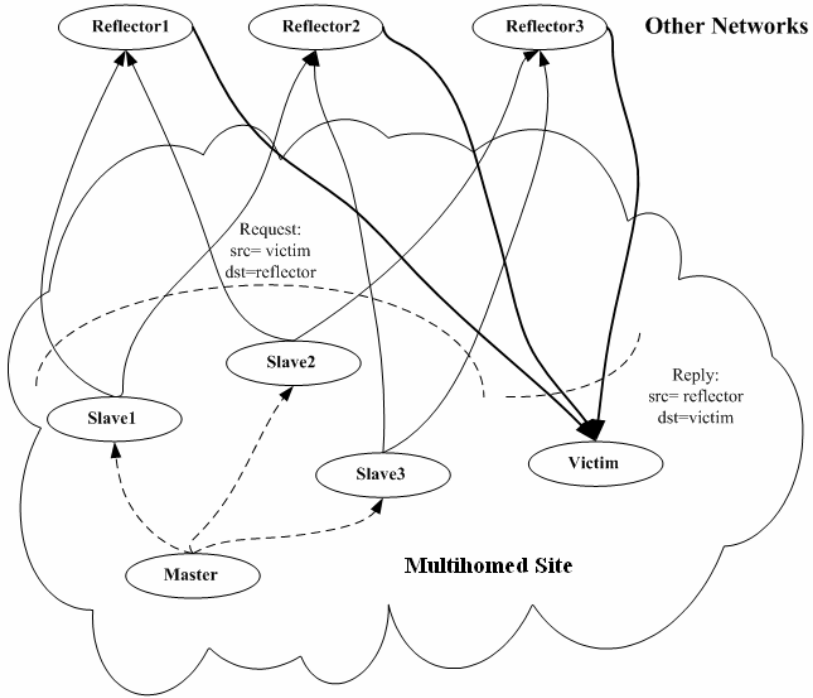 Reflector1
Reflector2
Reflector3
Other Networks
Request:
src= victim
dst=reflector
Slave2
Reply:
src= reflector
dst=victim
Slave1
Slave3
Victim
Master
Multihomed Site